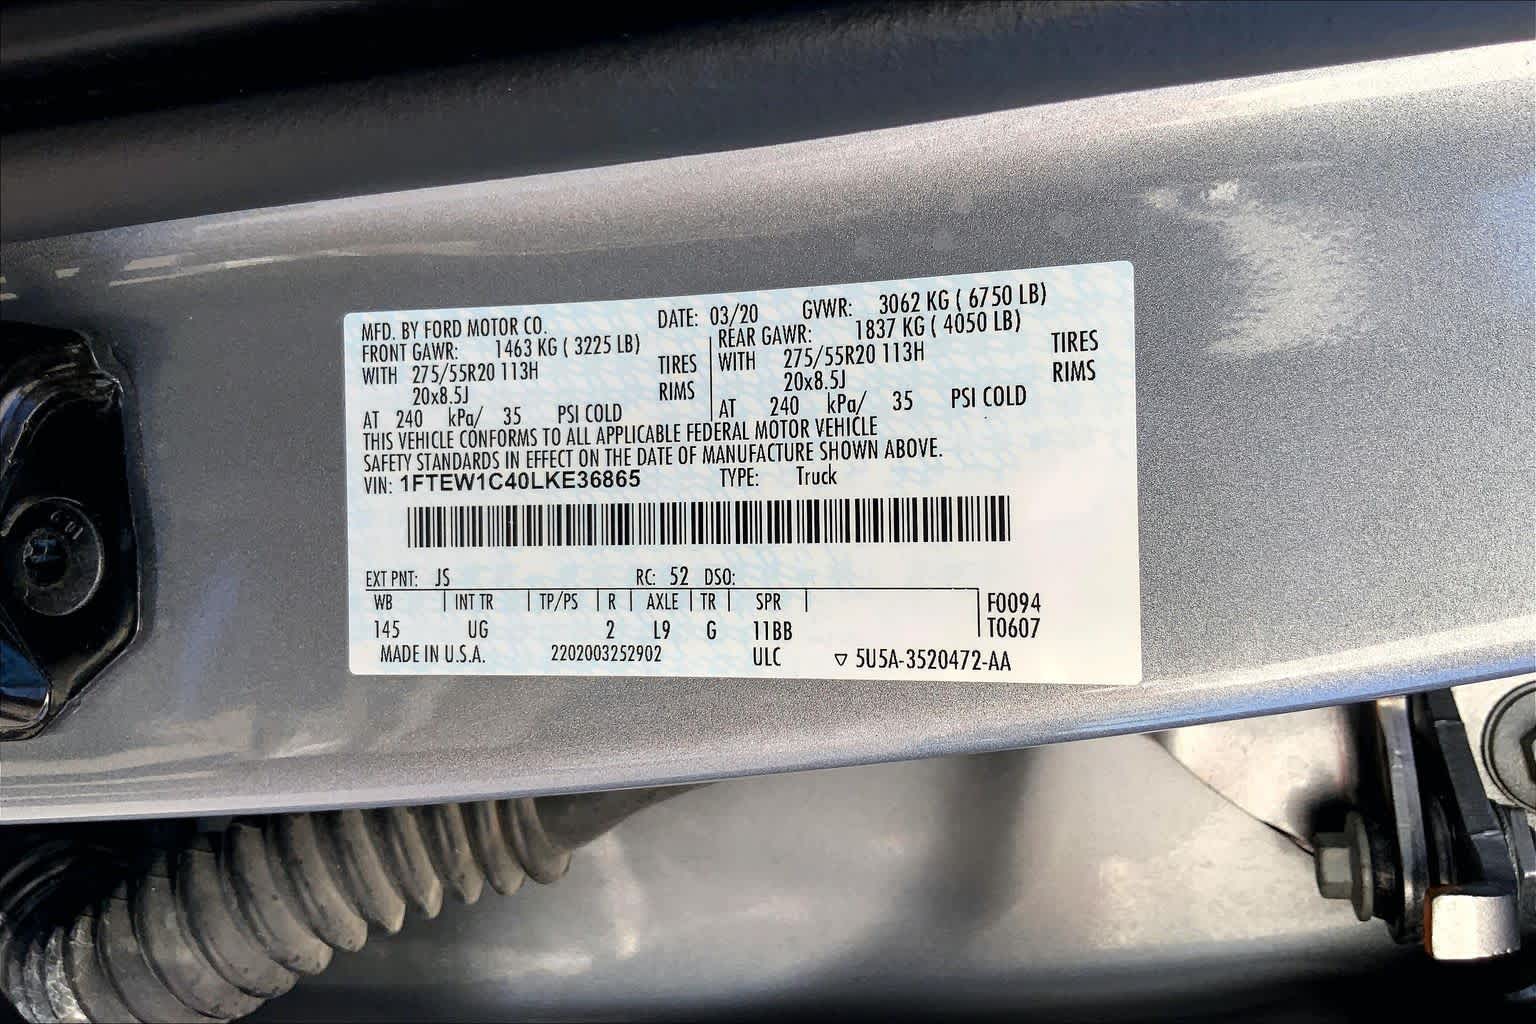 MFD. BY FORD MOTOR CO. DATE: 03/20 GVWR: 3062 KG ( 6750 LB)
FRONT GAWR: 1463 KG ( 3225 LB) REAR GAWR: 1837 KG ( 4050 LB)
WITH 275/55R20 113H TIRES WITH 275/55R20 113H TIRES
20x8.5J RIMS 20x8.5J RIMS
AT 240 kPa/ 35 PSI COLD AT 240 kPa/ 35 PSI COLD
THIS VEHICLE CONFORMS TO ALL APPLICABLE FEDERAL MOTOR VEHICLE
SAFETY STANDARDS IN EFFECT ON THE DATE OF MANUFACTURE SHOWN ABOVE.
VIN: 1FTEW1C40LKE36865 TYPE: Truck
EXT PNT: JS RC: 52 DSO:
WB INT TR TP/PS R AXLE TR SPR F0094
145 UG 2 L9 G 11BB T0607
MADE IN U.S.A. 2202003252902 ULC ▽ 5U5A-3520472-AA